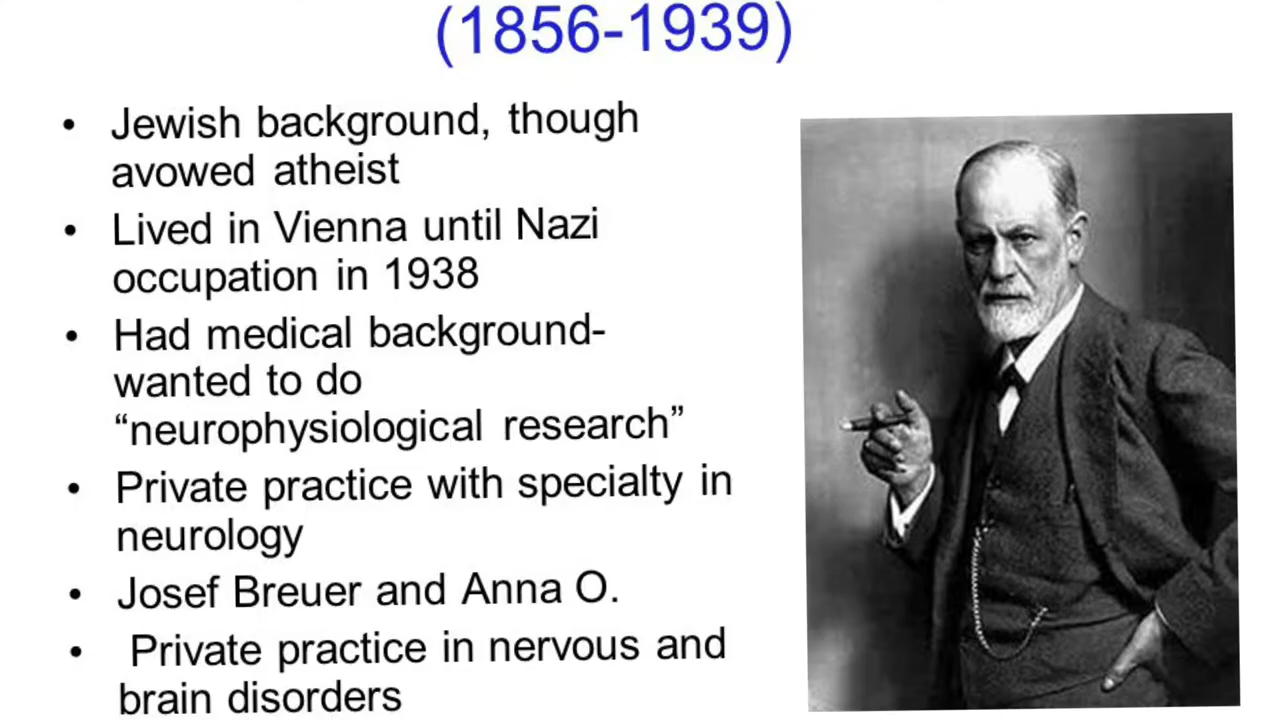 (1856-1939)
• Jewish background, though
avowed atheist
• Lived in Vienna until Nazi
occupation in 1938
• Had medical background-
wanted to do
“neurophysiological research”
• Private practice with specialty in
neurology
• Josef Breuer and Anna O.
• Private practice in nervous and
brain disorders